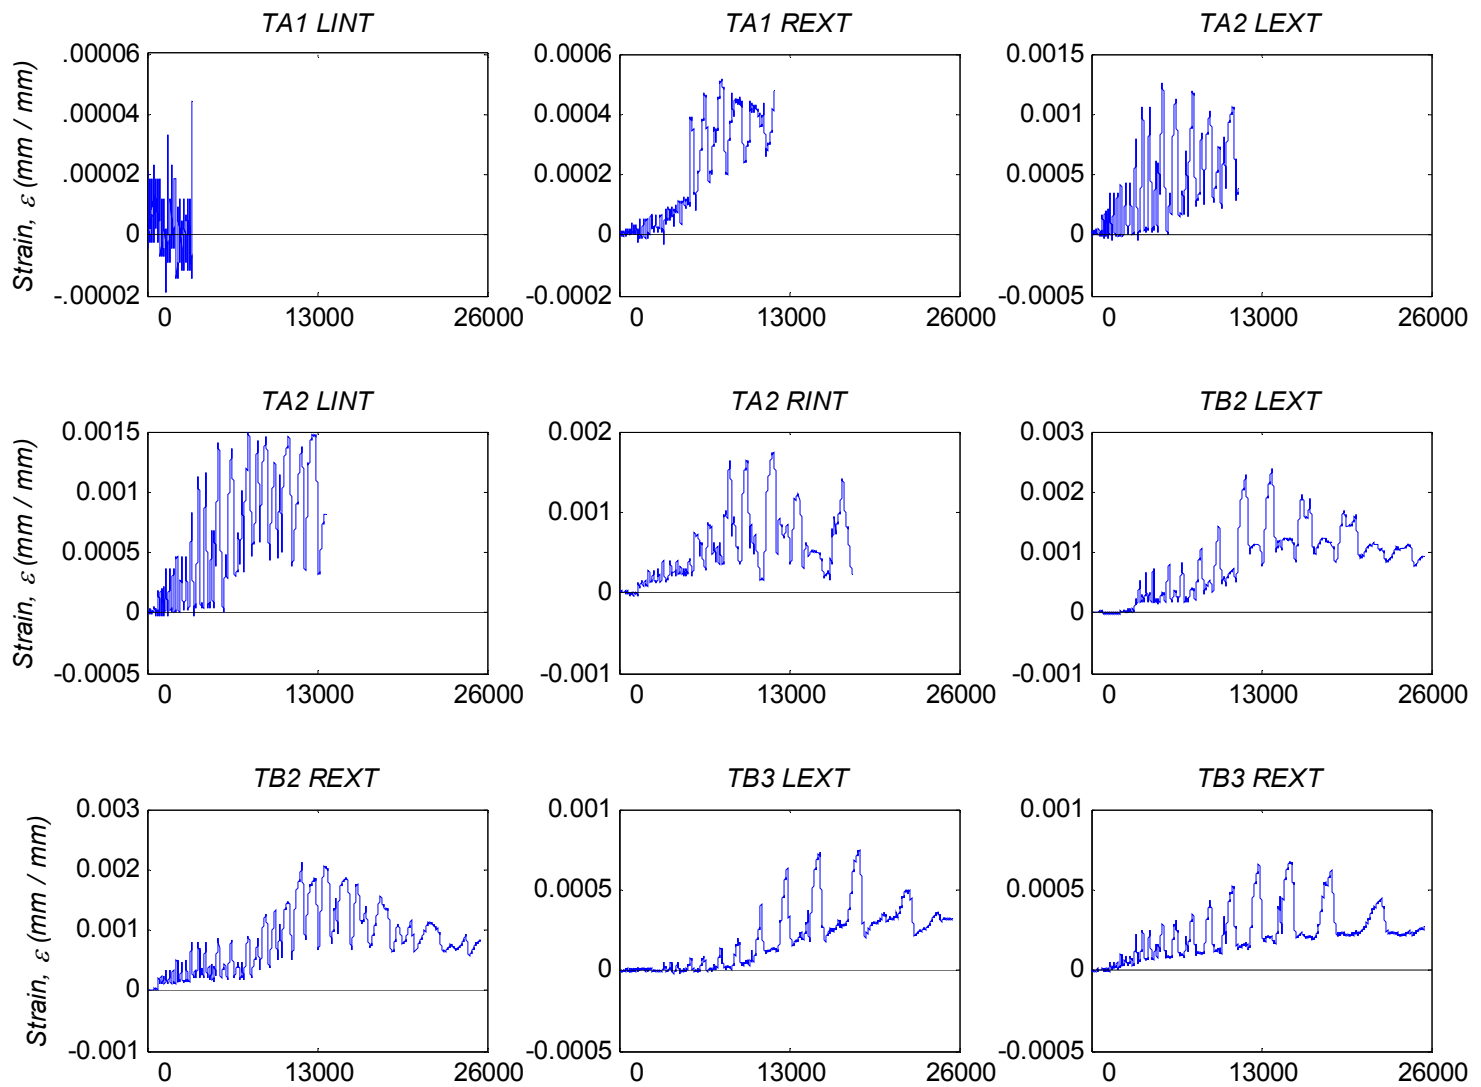 TA1 LINT
TA1 REXT
TA2 LEXT
Strain, ε (mm / mm)
.00006
.00004
.00002
0
-.00002
0 13000 26000
0.0006
0.0004
0.0002
0
-0.0002
0 13000 26000
0.0015
0.001
0.0005
0
-0.0005
0 13000 26000
TA2 LINT
TA2 RINT
TB2 LEXT
Strain, ε (mm / mm)
0.0015
0.001
0.0005
0
-0.0005
0 13000 26000
0.002
0.001
0
-0.001
0 13000 26000
0.003
0.002
0.001
0
-0.001
0 13000 26000
TB2 REXT
TB3 LEXT
TB3 REXT
Strain, ε (mm / mm)
0.003
0.002
0.001
0
-0.001
0 13000 26000
0.001
0.0005
0
-0.0005
0 13000 26000
0.001
0.0005
0
-0.0005
0 13000 26000